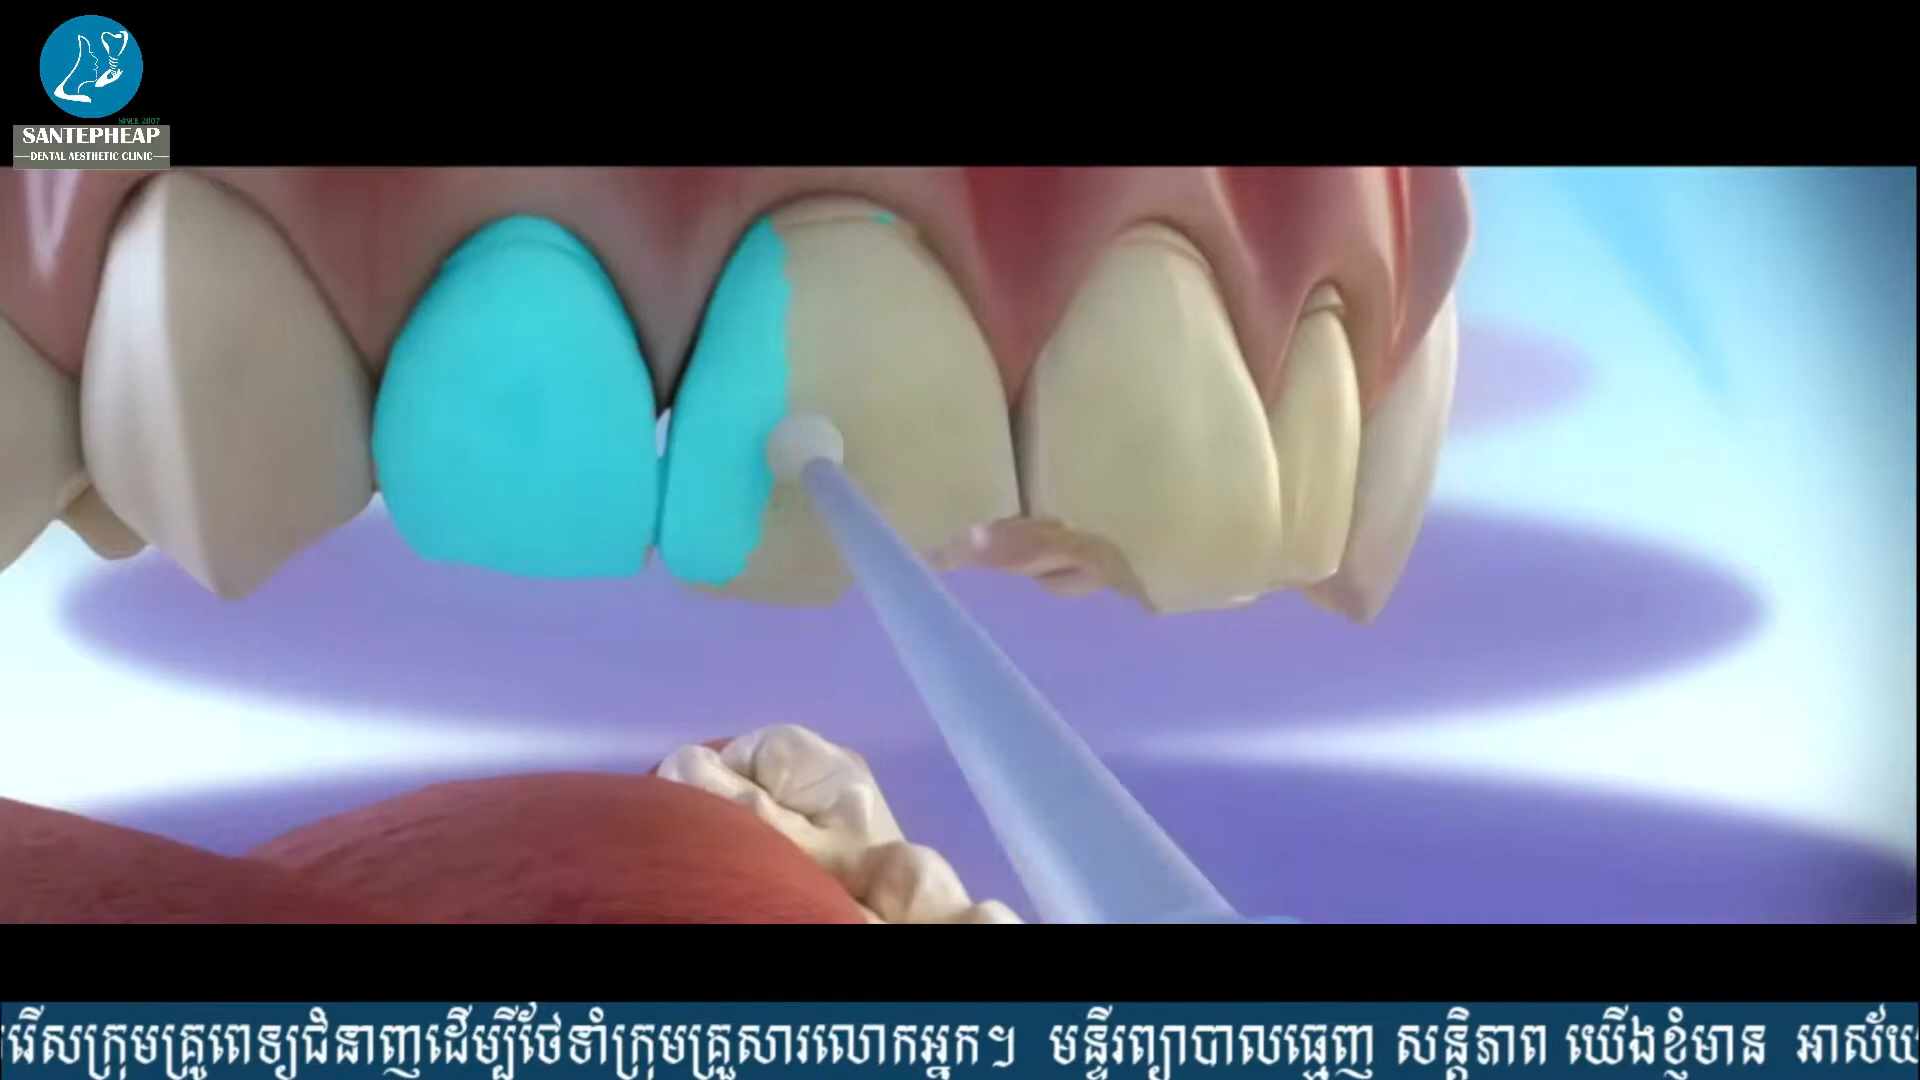 SINCE 2007
SANTEPHEAP
DENTAL AESTHETIC CLINIC
ក្រុមគ្រូពេទ្យជំនាញដើម្បីថែទាំក្រុមគ្រួសារលោកអ្នក។ មន្ទីរព្យាបាលធ្មេញ សន្តិភាព យើងខ្ញុំមាន